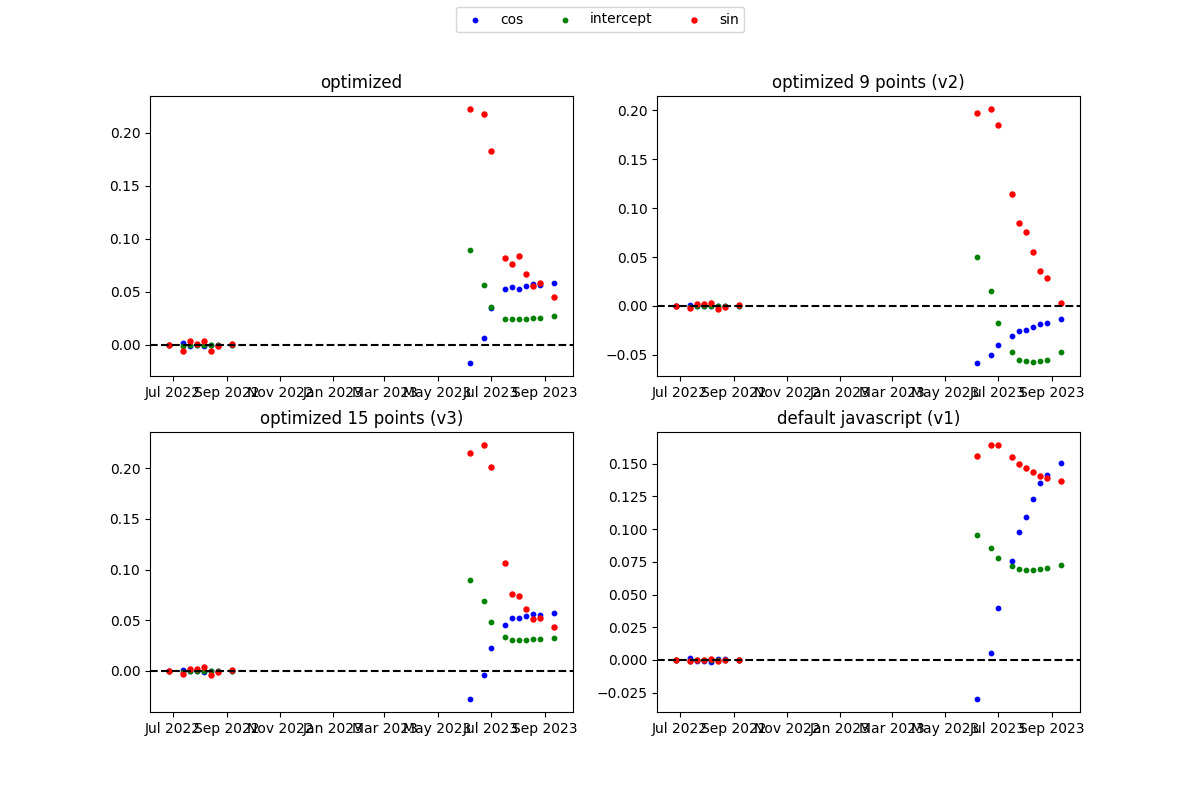 cos intercept sin
optimized
0.20
0.15
0.10
0.05
0.00
Jul 2022 Sep 2022 Nov 2022 Jan 2023 Mar 2023 May 2023 Jul 2023 Sep 2023
optimized 9 points (v2)
0.20
0.15
0.10
0.05
0.00
−0.05
Jul 2022 Sep 2022 Nov 2022 Jan 2023 Mar 2023 May 2023 Jul 2023 Sep 2023
optimized 15 points (v3)
0.20
0.15
0.10
0.05
0.00
Jul 2022 Sep 2022 Nov 2022 Jan 2023 Mar 2023 May 2023 Jul 2023 Sep 2023
default javascript (v1)
0.150
0.125
0.100
0.075
0.050
0.025
0.000
−0.025
Jul 2022 Sep 2022 Nov 2022 Jan 2023 Mar 2023 May 2023 Jul 2023 Sep 2023